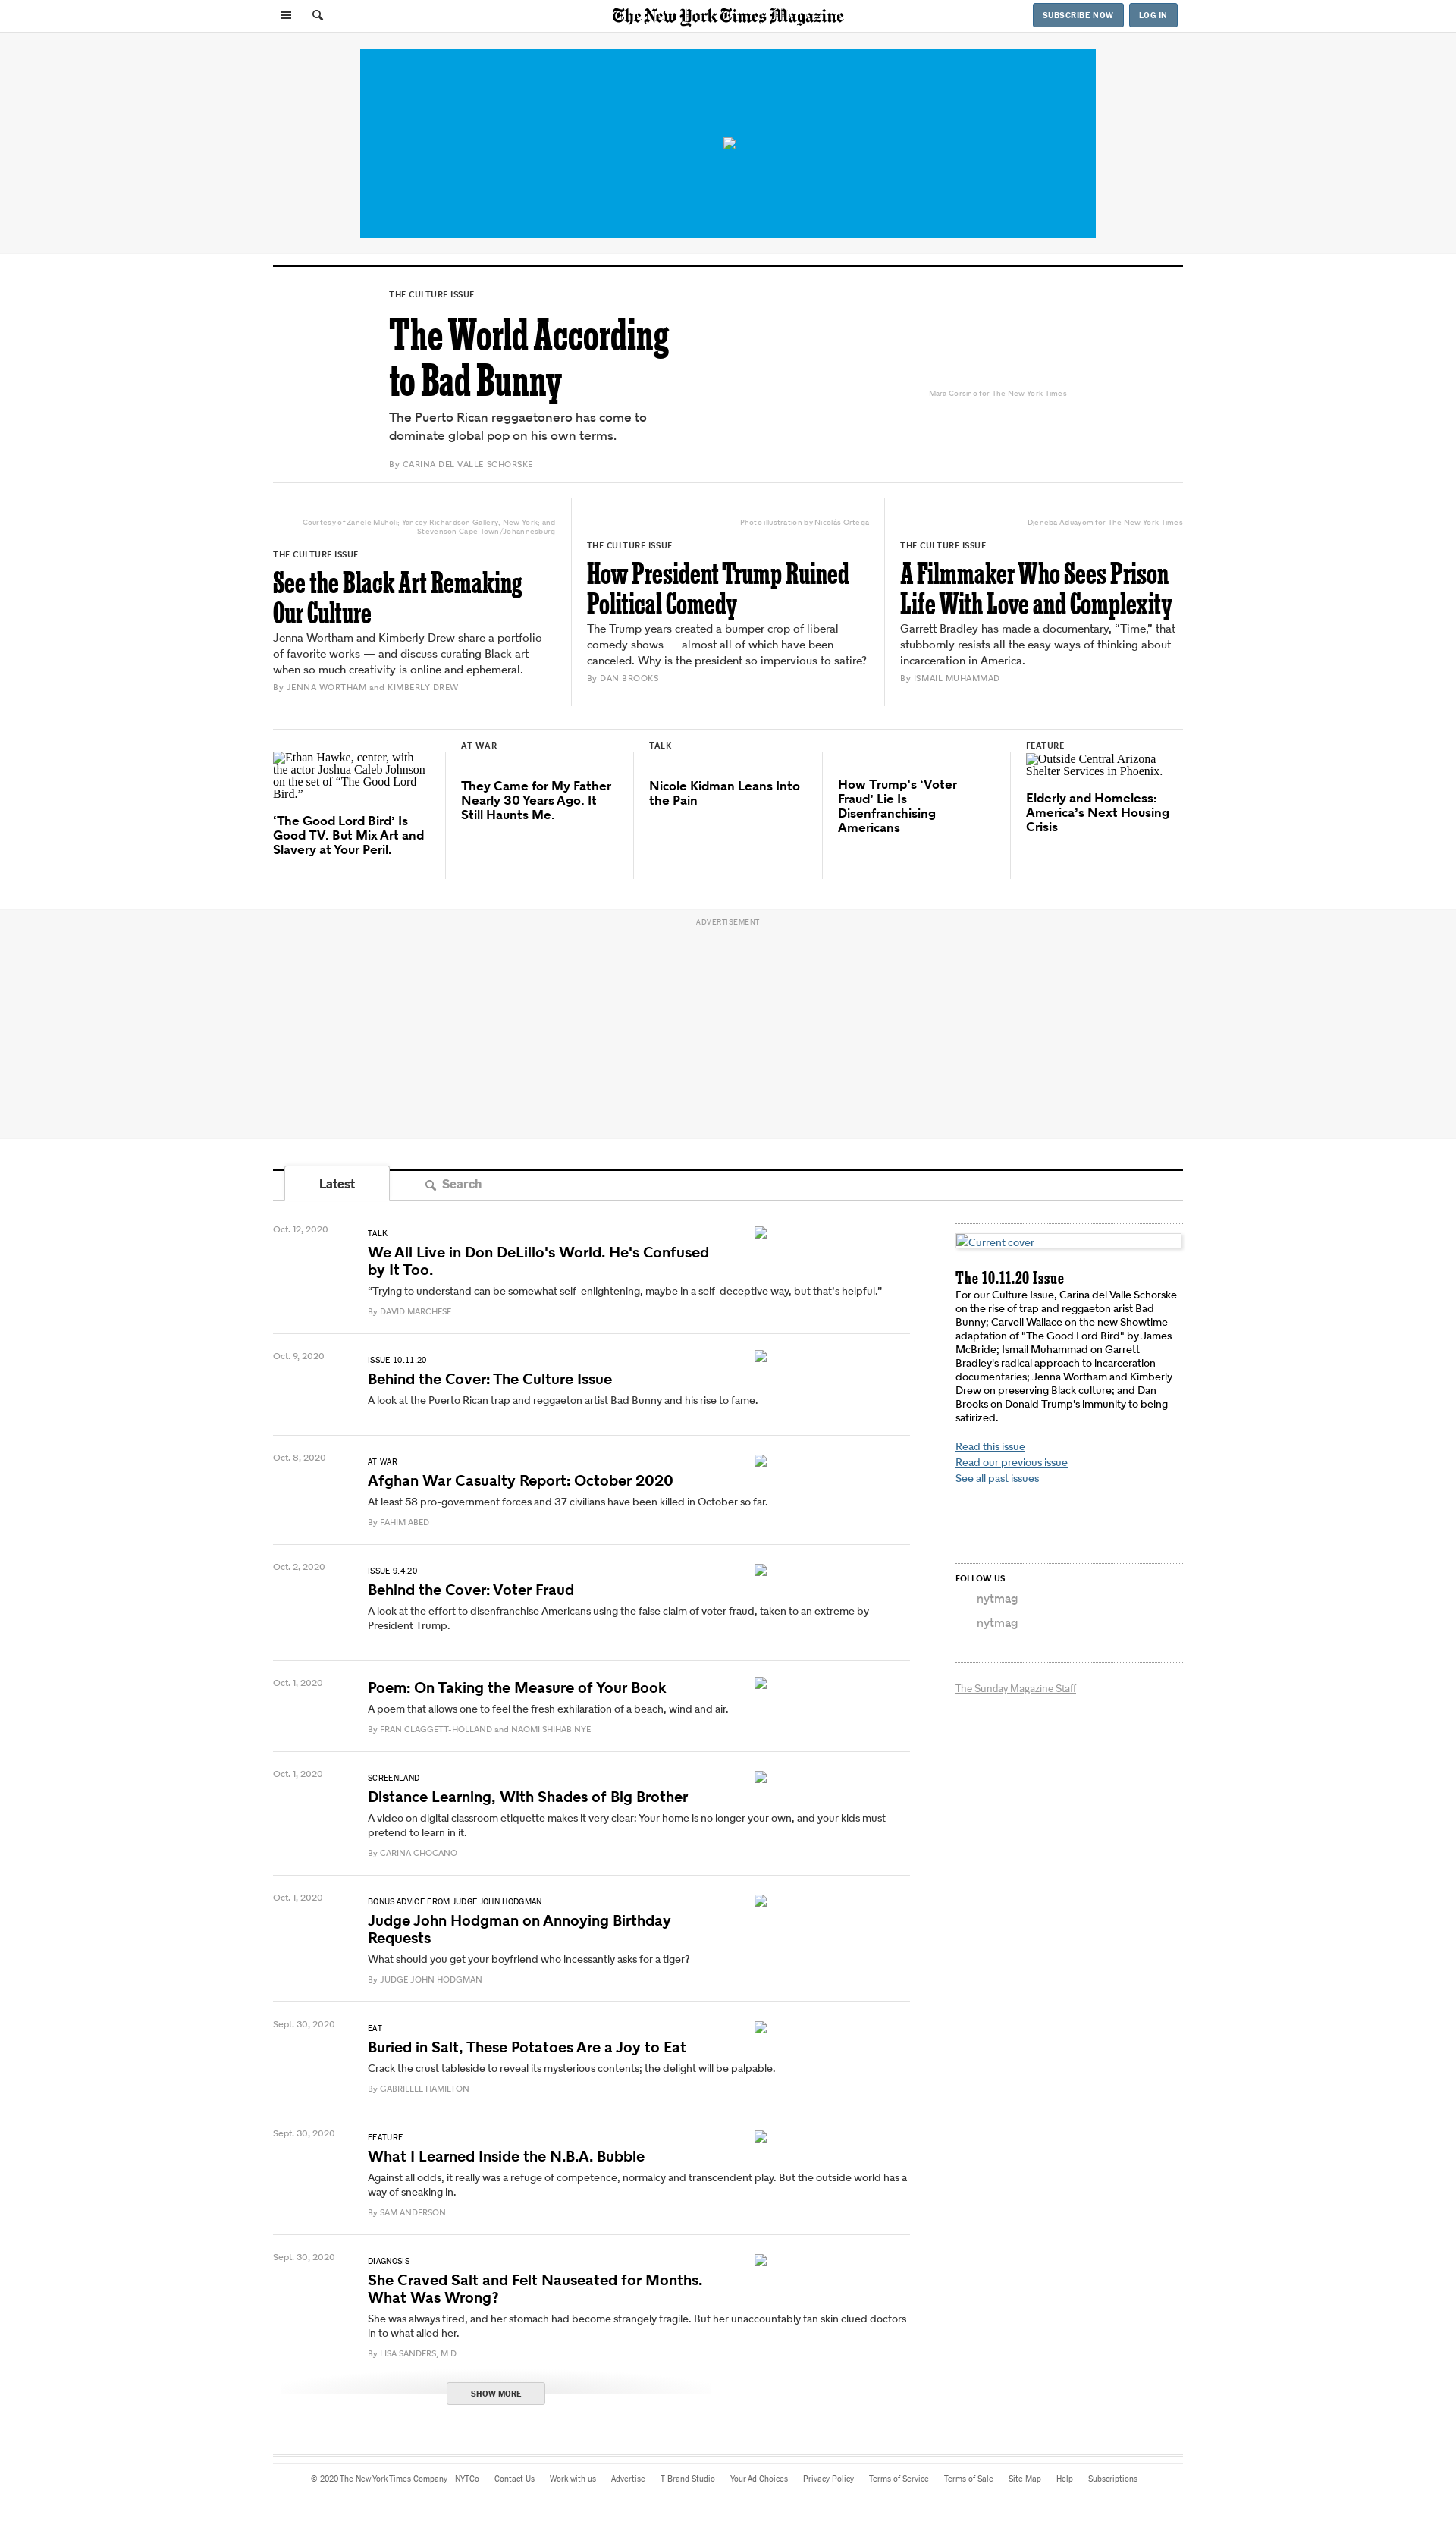 The New York Times Magazine
SUBSCRIBE NOW
LOG IN
THE CULTURE ISSUE
The World According
to Bad Bunny
The Puerto Rican reggaetonero has come to
dominate global pop on his own terms.
By CARINA DEL VALLE SCHORSKE
Mara Corsino for The New York Times
Courtesy of Zanele Muholi, Yancey Richardson Gallery, New York, and
Stevenson Cape Town/Johannesburg
THE CULTURE ISSUE
See the Black Art Remaking
Our Culture
Jenna Wortham and Kimberly Drew share a portfolio
of favorite works — and discuss curating Black art
when so much creativity is online and ephemeral.
By JENNA WORTHAM and KIMBERLY DREW
Photo illustration by Nicolás Ortega
THE CULTURE ISSUE
How President Trump Ruined
Political Comedy
The Trump years created a bumper crop of liberal
comedy shows — almost all of which have been
canceled. Why is the president so impervious to satire?
By DAN BROOKS
Djeneba Aduayom for The New York Times
THE CULTURE ISSUE
A Filmmaker Who Sees Prison
Life With Love and Complexity
Garrett Bradley has made a documentary, “Time,” that
stubbornly resists all the easy ways of thinking about
incarceration in America.
By ISMAIL MUHAMMAD
Ethan Hawke, center, with
the actor Joshua Caleb Johnson
on the set of “The Good Lord
Bird.”
‘The Good Lord Bird’ Is
Good TV. But Mix Art and
Slavery at Your Peril.
AT WAR
They Came for My Father
Nearly 30 Years Ago. It
Still Haunts Me.
TALK
Nicole Kidman Leans Into
the Pain
How Trump’s ‘Voter
Fraud’ Lie Is
Disenfranchising
Americans
FEATURE
Outside Central Arizona
Shelter Services in Phoenix.
Elderly and Homeless:
America’s Next Housing
Crisis
ADVERTISEMENT
Latest
Search
Oct. 12, 2020
TALK
We All Live in Don DeLillo's World. He's Confused
by It Too.
“Trying to understand can be somewhat self-enlightening, maybe in a self-deceptive way, but that’s helpful.”
By DAVID MARCHESE
Oct. 9, 2020
ISSUE 10.11.20
Behind the Cover: The Culture Issue
A look at the Puerto Rican trap and reggaeton artist Bad Bunny and his rise to fame.
Oct. 8, 2020
AT WAR
Afghan War Casualty Report: October 2020
At least 58 pro-government forces and 37 civilians have been killed in October so far.
By FAHIM ABED
Oct. 2, 2020
ISSUE 9.4.20
Behind the Cover: Voter Fraud
A look at the effort to disenfranchise Americans using the false claim of voter fraud, taken to an extreme by
President Trump.
Oct. 1, 2020
Poem: On Taking the Measure of Your Book
A poem that allows one to feel the fresh exhilaration of a beach, wind and air.
By FRAN CLAGGETT-HOLLAND and NAOMI SHIHAB NYE
Oct. 1, 2020
SCREENLAND
Distance Learning, With Shades of Big Brother
A video on digital classroom etiquette makes it very clear: Your home is no longer your own, and your kids must
pretend to learn in it.
By CARINA CHOCANO
Oct. 1, 2020
BONUS ADVICE FROM JUDGE JOHN HODGMAN
Judge John Hodgman on Annoying Birthday
Requests
What should you get your boyfriend who incessantly asks for a tiger?
By JUDGE JOHN HODGMAN
Sept. 30, 2020
EAT
Buried in Salt, These Potatoes Are a Joy to Eat
Crack the crust tableside to reveal its mysterious contents; the delight will be palpable.
By GABRIELLE HAMILTON
Sept. 30, 2020
FEATURE
What I Learned Inside the N.B.A. Bubble
Against all odds, it really was a refuge of competence, normalcy and transcendent play. But the outside world has a
way of sneaking in.
By SAM ANDERSON
Sept. 30, 2020
DIAGNOSIS
She Craved Salt and Felt Nauseated for Months.
What Was Wrong?
She was always tired, and her stomach had become strangely fragile. But her unaccountably tan skin clued doctors
in to what ailed her.
By LISA SANDERS, M.D.
SHOW MORE
Current cover
The 10.11.20 Issue
For our Culture Issue, Carina del Valle Schorske
on the rise of trap and reggaeton arist Bad
Bunny; Carvell Wallace on the new Showtime
adaptation of "The Good Lord Bird" by James
McBride; Ismail Muhammad on Garrett
Bradley's radical approach to incarceration
documentaries; Jenna Wortham and Kimberly
Drew on preserving Black culture; and Dan
Brooks on Donald Trump's immunity to being
satirized.
Read this issue
Read our previous issue
See all past issues
FOLLOW US
nytmag
nytmag
The Sunday Magazine Staff
© 2020 The New York Times Company NYTCo Contact Us Work with us Advertise T Brand Studio Your Ad Choices Privacy Policy Terms of Service Terms of Sale Site Map Help Subscriptions